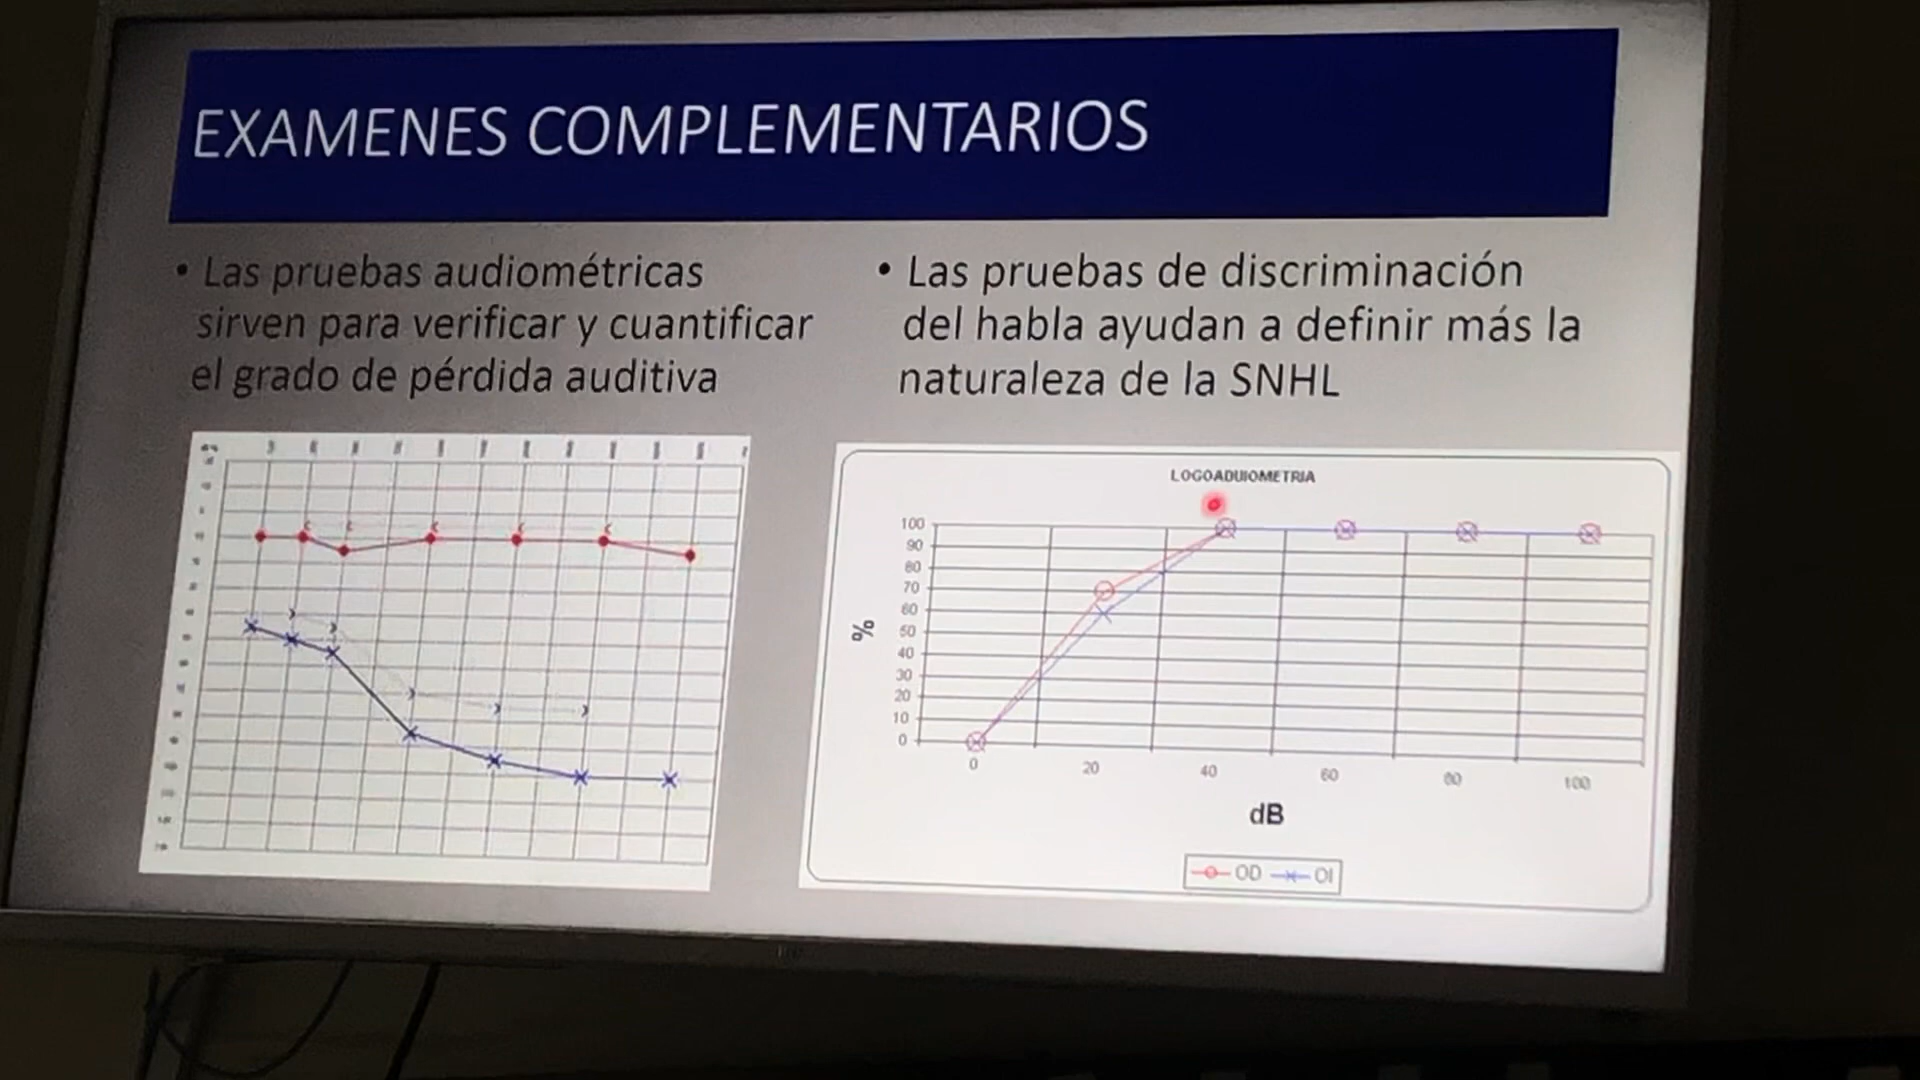 EXAMENES COMPLEMENTARIOS
• Las pruebas audiométricas
sirven para verificar y cuantificar
el grado de pérdida auditiva
• Las pruebas de discriminación
del habla ayudan a definir más la
naturaleza de la SNHL
LOGOADUIOMETRIA
100
90
80
70
60
50
40
30
20
10
0
%
0 20 40 60 80 100
dB
OD OI